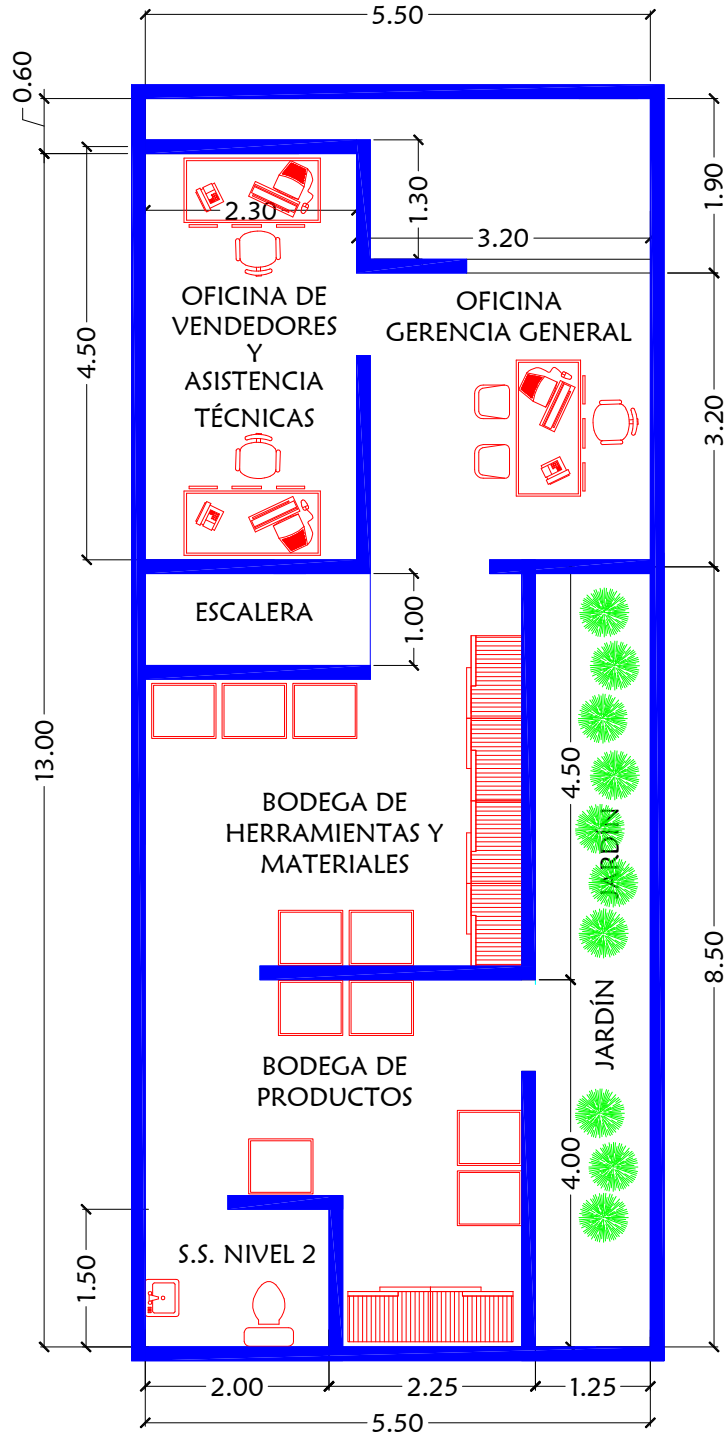 5.50
0.60
2.30
1.30
1.90
3.20
OFICINA DE
VENDEDORES
Y
ASISTENCIA
TÉCNICAS
OFICINA
GERENCIA GENERAL
4.50
3.20
ESCALERA
1.00
13.00
4.50
BODEGA DE
HERRAMIENTAS Y
MATERIALES
JARDÍN
8.50
JARDÍN
BODEGA DE
PRODUCTOS
4.00
1.50
S.S. NIVEL 2
2.00
2.25
1.25
5.50